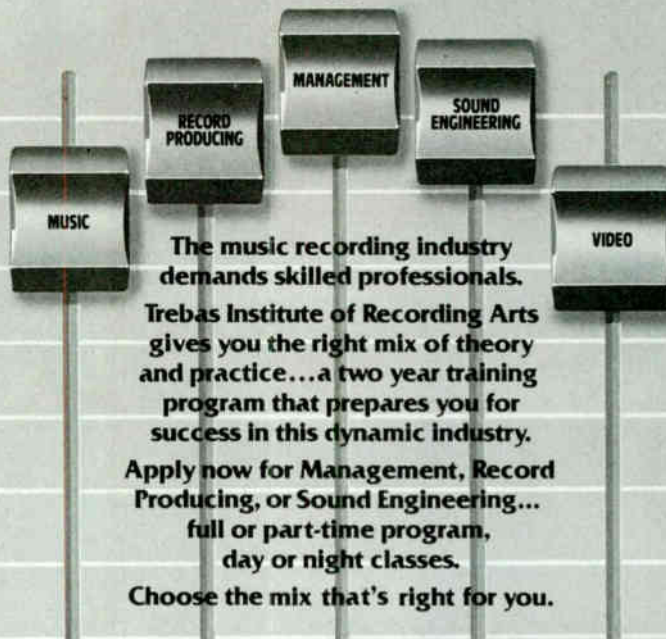 MUSIC
RECORD
PRODUCING
MANAGEMENT
SOUND
ENGINEERING
VIDEO
The music recording industry
demands skilled professionals.
Trebas Institute of Recording Arts
gives you the right mix of theory
and practice...a two year training
program that prepares you for
success in this dynamic industry.
Apply now for Management, Record
Producing, or Sound Engineering...
full or part-time program,
day or night classes.
Choose the mix that's right for you.